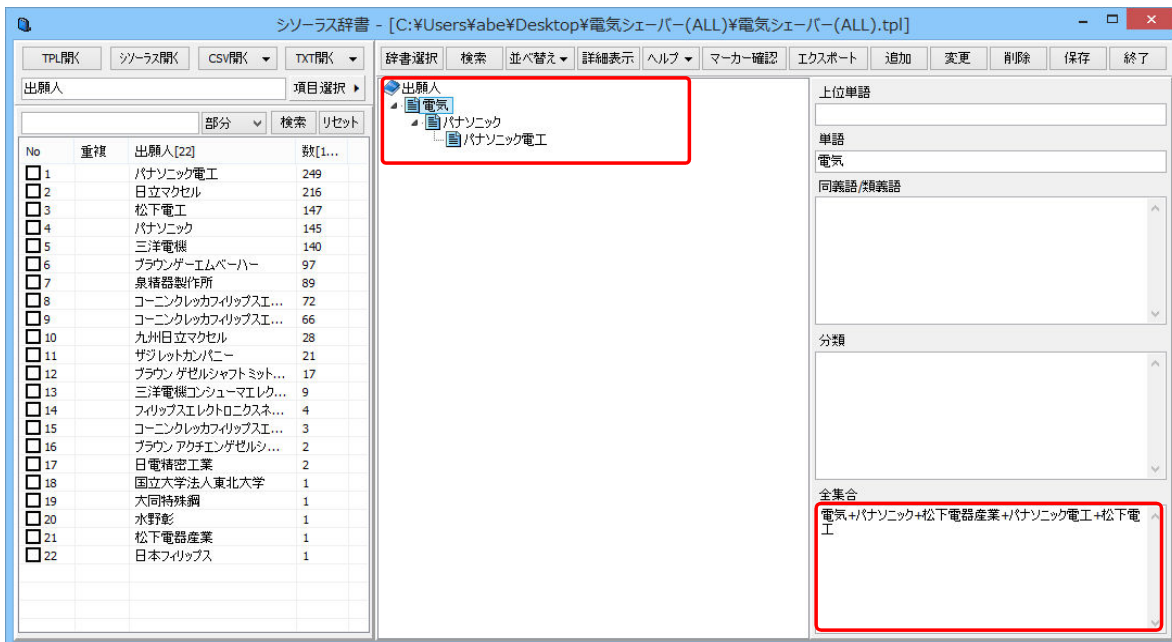 シソーラス辞書 - [C:¥Users¥abe¥Desktop¥電気シェーバー(ALL)¥電気シェーバー(ALL).tpl]
TPL開く シソーラス開く CSV開く TXT開く 辞書選択 検索 並べ替え 詳細表示 ヘルプ マーカー確認 エクスポート 追加 変更 削除 保存 終了
出願人 項目選択
部分 検索 リセット
No 重複 出願人[22] 数[1...
1 パナソニック電工 249
2 日立マクセル 216
3 松下電工 147
4 パナソニック 145
5 三洋電機 140
6 ブラウンゲーエムベーハー 97
7 泉精器製作所 89
8 コーニンクレッカフィリップスエ... 72
9 コーニンクレッカフィリップスエ... 66
10 九州日立マクセル 28
11 ザジレットカンパニー 21
12 ブラウン ゲゼルシャフト ミット... 17
13 三洋電機コンシューマエレク... 9
14 フィリップスエレクトロニクスネ... 4
15 コーニンクレッカフィリップスエ... 3
16 ブラウン アクチエンゲゼルシ... 2
17 日電精密工業 2
18 国立大学法人東北大学 1
19 大同特殊鋼 1
20 水野彰 1
21 松下電器産業 1
22 日本フィリップス 1
出願人
電気
パナソニック
パナソニック電工
上位単語
単語
電気
同義語/類義語
分類
全集合
電気+パナソニック+松下電器産業+パナソニック電工+松下電
工